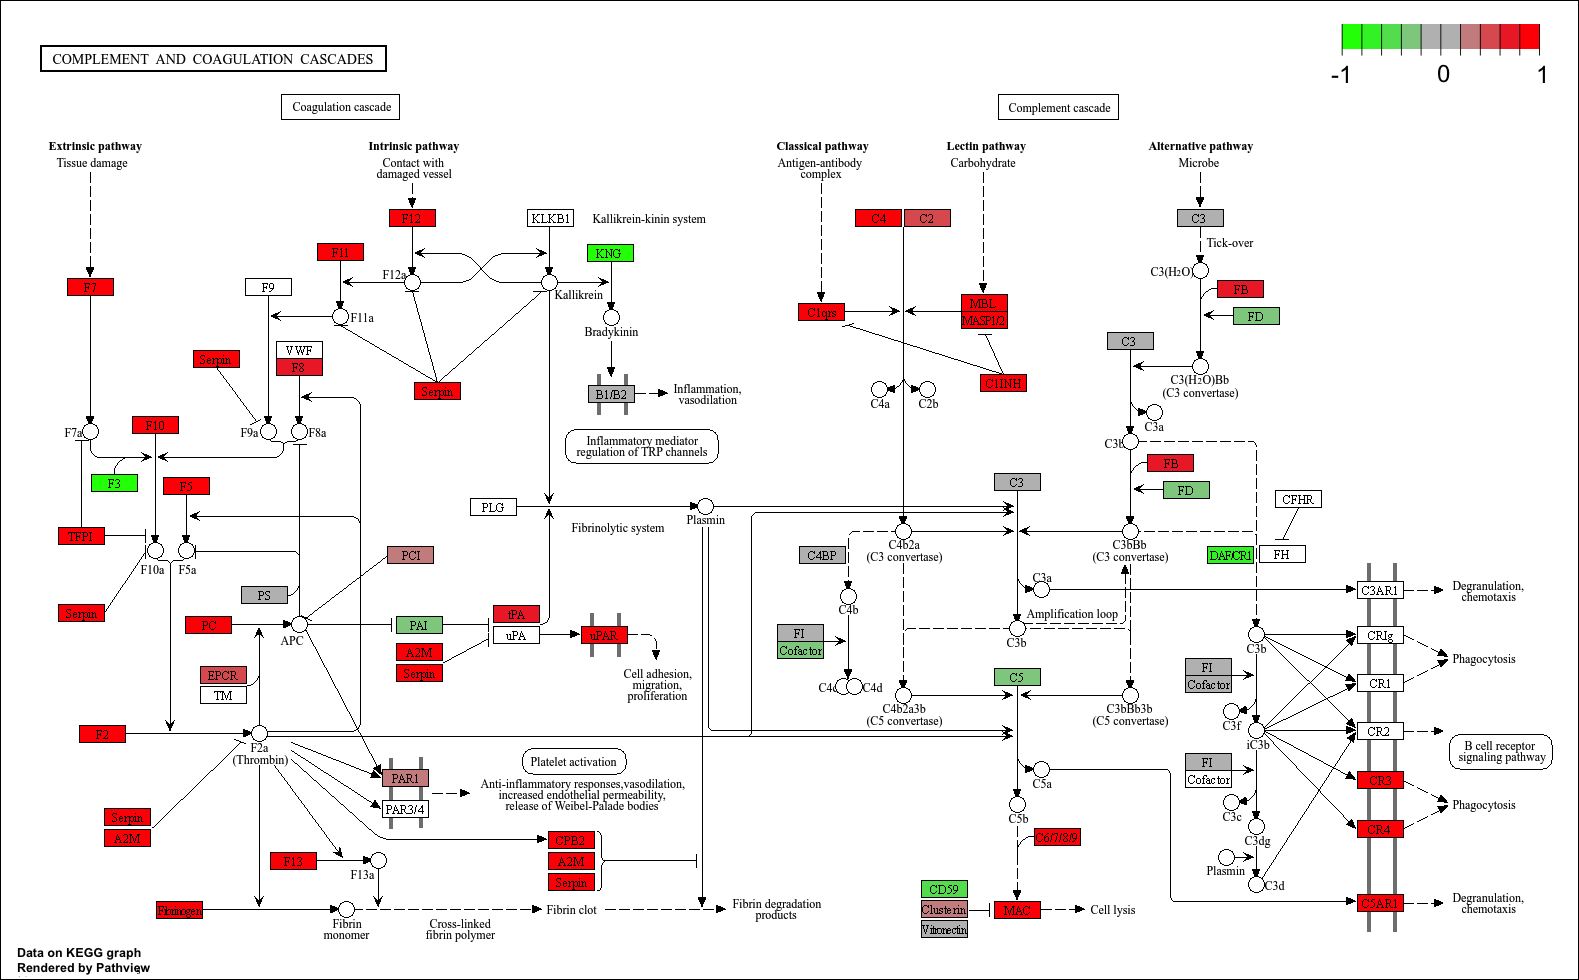 COMPLEMENT AND COAGULATION CASCADES
-1 0 1
Coagulation cascade
Complement cascade
Extrinsic pathway
Tissue damage
Intrinsic pathway
Contact with
damaged vessel
Classical pathway
Antigen-antibody
complex
Lectin pathway
Carbohydrate
Alternative pathway
Microbe
F12
KLKB1
Kallikrein-kinin system
C4
C2
C3
F11
KNG
Tick-over
F12a
Kallikrein
C3(H2O)
F7
F9
FB
MBL
MASP1/2
C1qrs
FD
F11a
Bradykinin
VWF
F8
Serpin
C3
C3(H2O)Bb
(C3 convertase)
Serpin
B1/B2
Inflammation,
vasodilation
C1INH
C4a
C2b
C3a
F7a
F10
F9a
F8a
Inflammatory mediator
regulation of TRP channels
C3b
FB
F3
F5
C3
FD
CFHR
PLG
Plasmin
Fibrinolytic system
TFPI
C4b2a
(C3 convertase)
C3bBb
(C3 convertase)
DAF/CR1
FH
F10a
F5a
PCI
C4BP
C3a
PS
C4b
C3AR1
Degranulation,
chemotaxis
Serpin
PC
APC
PAI
tPA
uPA
uPAR
Amplification loop
FI
Cofactor
C3b
C3b
CRIg
Phagocytosis
A2M
Serpin
EPCR
TM
Cell adhesion,
migration,
proliferation
C4d
C5
FI
Cofactor
CR1
C4b2a3b
(C5 convertase)
C3bBb3b
(C5 convertase)
C3f
F2
F2a
(Thrombin)
iC3b
CR2
B cell receptor
signaling pathway
Platelet activation
PAR1
PAR3/4
Anti-inflammatory responses,vasodilation,
increased endothelial permeability,
release of Weibel-Palade bodies
C5a
FI
Cofactor
CR3
Phagocytosis
C3c
Serpin
A2M
C5b
CR4
C3dg
C6/7/8/9
CPB2
A2M
Serpin
F13
F13a
Plasmin
C3d
CD59
Clusterin
Vitronectin
MAC
Cell lysis
C5AR1
Degranulation,
chemotaxis
Fibrinogen
Fibrin
monomer
Cross-linked
fibrin polymer
Fibrin clot
Fibrin degradation
products
Data on KEGG graph
Rendered by Pathview